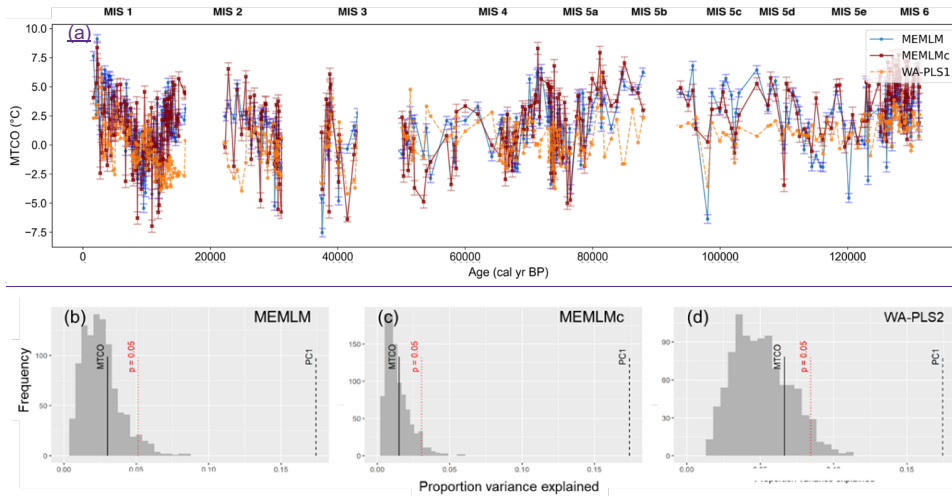 MIS 1 MIS 2 MIS 3 MIS 4 MIS 5a MIS 5b MIS 5c MIS 5d MIS 5e MIS 6
(a)
MEMLM
MEMLMc
WA-PLS1
10.0
7.5
5.0
2.5
0.0
−2.5
−5.0
−7.5
MTCO (°C)
0 20000 40000 60000 80000 100000 120000
Age (cal yr BP)
(b) MEMLM
MTCO
p = 0.05
PC1
100
50
0
Frequency
0.00 0.05 0.10 0.15
(c) MEMLMc
MTCO
p = 0.05
PC1
150
100
50
0
0.00 0.05 0.10 0.15
Proportion variance explained
(d) WA-PLS2
MTCO
p = 0.05
PC1
90
60
30
0
0.00 0.15